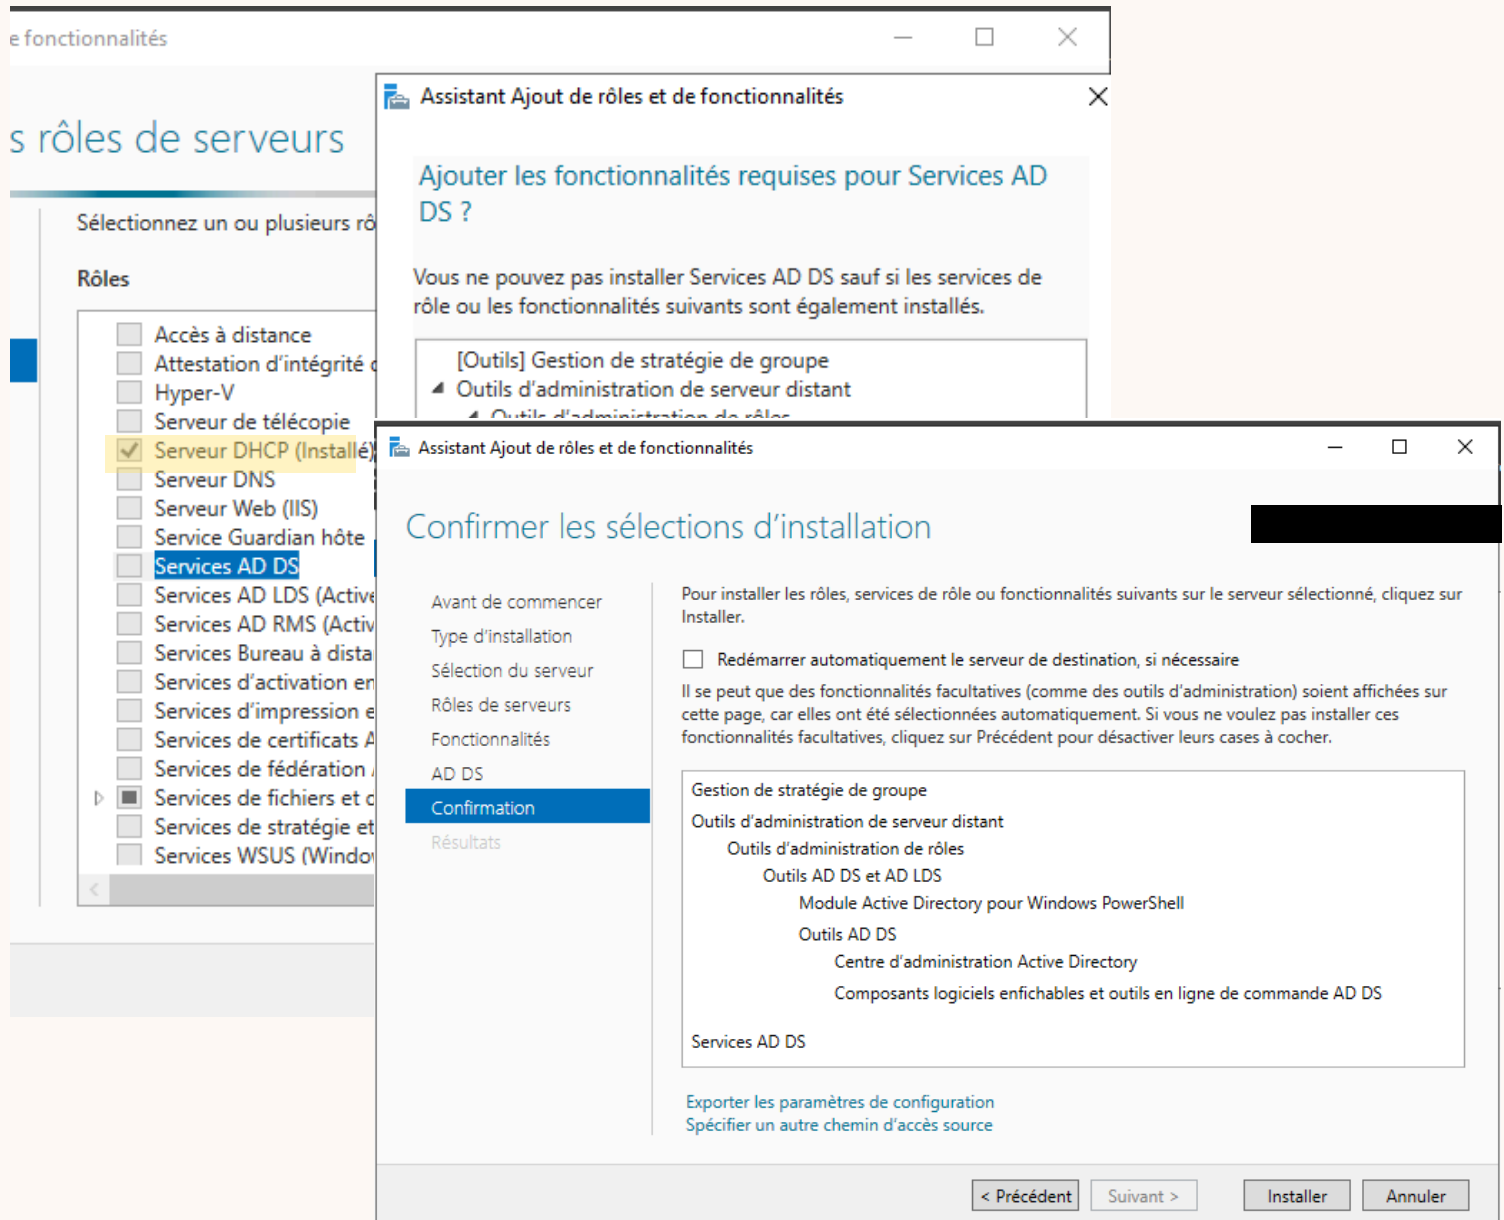 e fonctionnalités
s rôles de serveurs
Sélectionnez un ou plusieurs
Rôles
Accès à distance
Attestation d'intégrité
Hyper-V
Serveur de télécopie
Serveur DHCP (Installé)
Serveur DNS
Serveur Web (IIS)
Service Guardian hôte
Services AD DS
Services AD LDS (Active
Services AD RMS (Activ
Services Bureau à dista
Services d'activation en
Services d'impression e
Services de certificats A
Services de fédération
Services de fichiers et
Services de stratégie et
Services WSUS (Windo
Assistant Ajout de rôles et de fonctionnalités
Ajouter les fonctionnalités requises pour Services AD
DS ?
Vous ne pouvez pas installer Services AD DS sauf si les services de
rôle ou les fonctionnalités suivants sont également installés.
[Outils] Gestion de stratégie de groupe
Outils d'administration de serveur distant
Outils d'administration de rôles
Assistant Ajout de rôles et de fonctionnalités
Confirmer les sélections d'installation
Avant de commencer
Type d'installation
Sélection du serveur
Rôles de serveurs
Fonctionnalités
AD DS
Confirmation
Résultats
Pour installer les rôles, services de rôle ou fonctionnalités suivants sur le serveur sélectionné, cliquez sur
Installer.
Redémarrer automatiquement le serveur de destination, si nécessaire
Il se peut que des fonctionnalités facultatives (comme des outils d'administration) soient affichées sur
cette page, car elles ont été sélectionnées automatiquement. Si vous ne voulez pas installer ces
fonctionnalités facultatives, cliquez sur Précédent pour désactiver leurs cases à cocher.
Gestion de stratégie de groupe
Outils d'administration de serveur distant
Outils d'administration de rôles
Outils AD DS et AD LDS
Module Active Directory pour Windows PowerShell
Outils AD DS
Centre d'administration Active Directory
Composants logiciels enfichables et outils en ligne de commande AD DS
Services AD DS
Exporter les paramètres de configuration
Spécifier un autre chemin d'accès source
< Précédent
Suivant >
Installer
Annuler